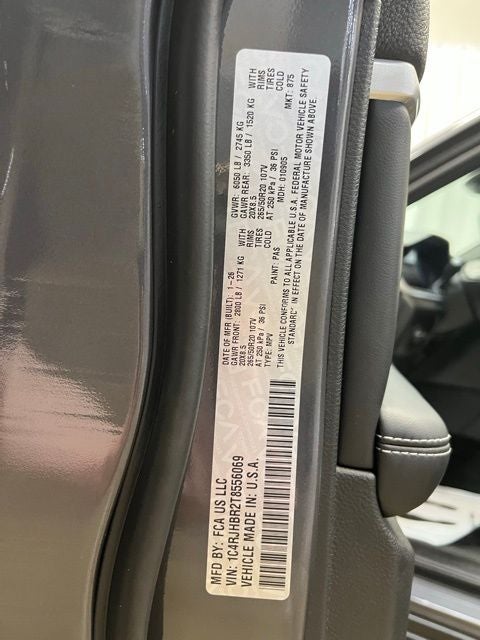 MFD BY: FCA US LLC
DATE OF MFR (BUILT): 1-26
GVWR: 6050 LB / 2745 KG
GAWR FRONT: 2800 LB / 1271 KG WITH
GAWR REAR: 3350 LB / 1520 KG WITH
20X8.5 RIMS
20X8.5 RIMS
265/50R20 107V TIRES
265/50R20 107V TIRES
AT 250 kPa / 36 PSI COLD
AT 250 kPa / 36 PSI COLD
VIN: 1C4RJHBR2T8556069
TYPE: MPV PAINT: PAS MDH: 010905 MKT: 875
VEHICLE MADE IN: U.S.A.
THIS VEHICLE CONFORMS TO ALL APPLICABLE U.S.A. FEDERAL MOTOR VEHICLE SAFETY
STANDARDS IN EFFECT ON THE DATE OF MANUFACTURE SHOWN ABOVE.